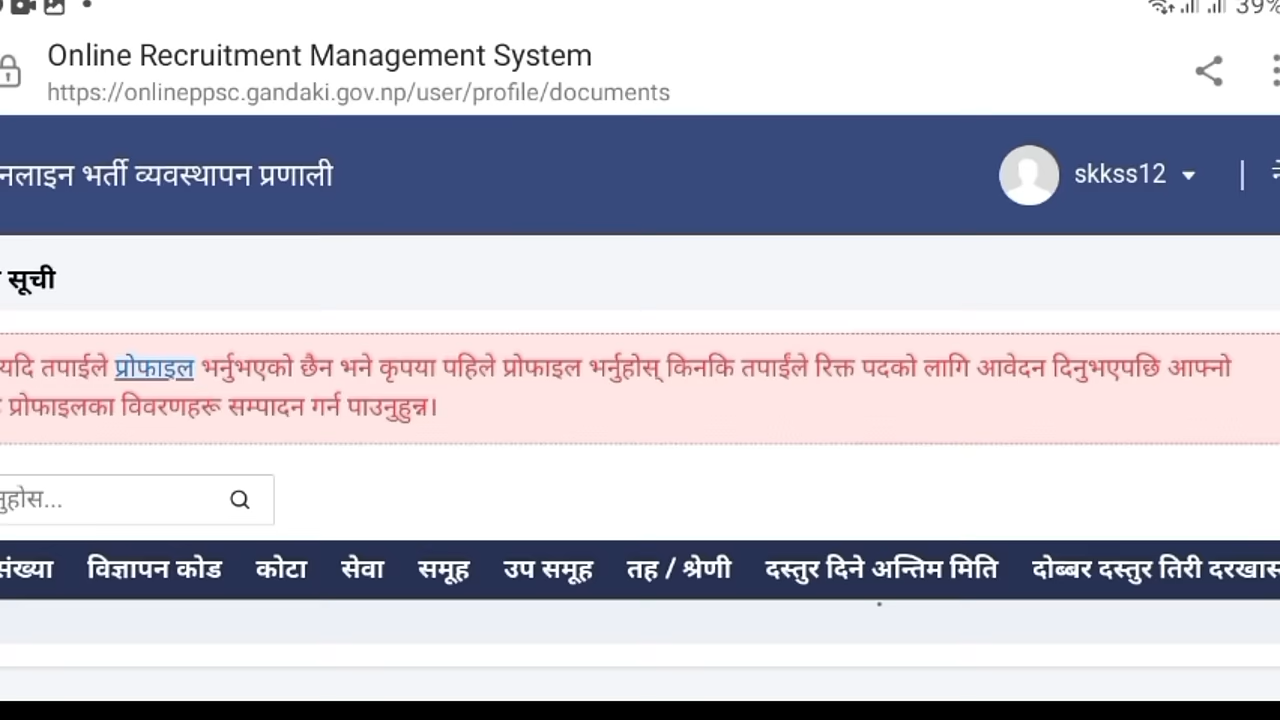 39%
Online Recruitment Management System
https://onlineppsc.gandaki.gov.np/user/profile/documents
नलाइन भर्ती व्यवस्थापन प्रणाली
skkss12
सूची
यदि तपाईले प्रोफाइल भर्नुभएको छैन भने कृपया पहिले प्रोफाइल भर्नुहोस् किनकि तपाईंले रिक्त पदको लागि आवेदन दिनुभएपछि आफ्नो
प्रोफाइलका विवरणहरू सम्पादन गर्न पाउनुहुन्न।
नुहोस...
संख्या विज्ञापन कोड कोटा सेवा समूह उप समूह तह / श्रेणी दस्तुर दिने अन्तिम मिति दोब्बर दस्तुर तिरी दरखास